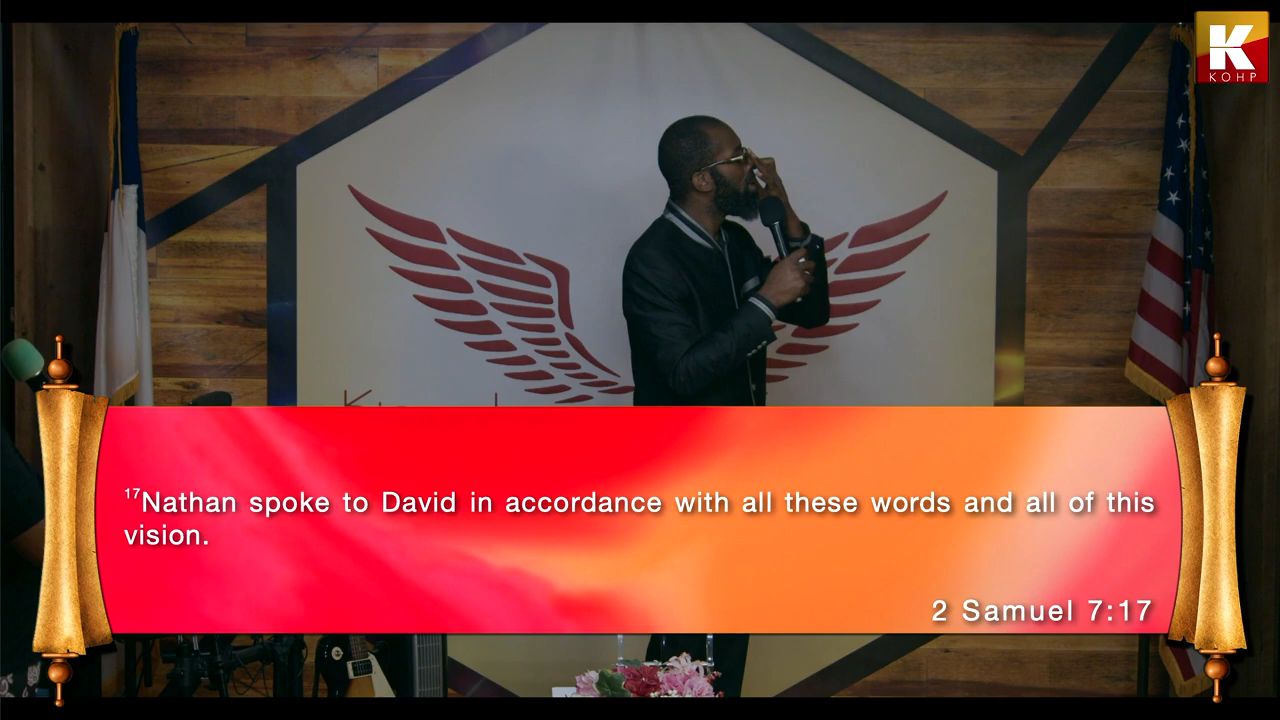 K
KOHP
17Nathan spoke to David in accordance with all these words and all of this
vision.
2 Samuel 7:17